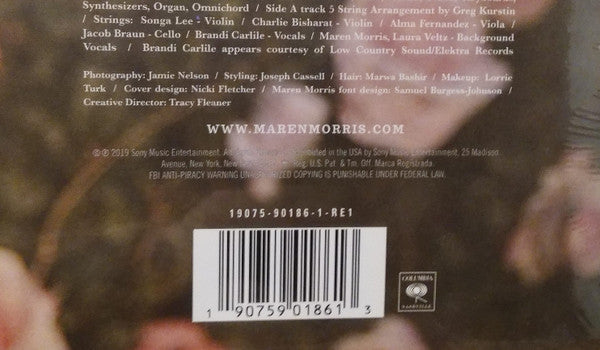 Synthesizers, Organ, Omnichord / Side A track 5 String Arrangement by Greg Kurstin
/ Strings: Songa Lee - Violin / Charlie Bisharat - Violin / Alma Fernandez - Viola /
Jacob Braun - Cello / Brandi Carlile - Vocals / Maren Morris, Laura Veltz - Background
Vocals / Brandi Carlile appears courtesy of Low Country Sound/Elektra Records
Photography: Jamie Nelson / Styling: Joseph Cassell / Hair: Marwa Bashir / Makeup: Lorrie
Turk / Cover design: Nicki Fletcher / Maren Morris font design: Samuel Burgess-Johnson /
Creative Director: Tracy Fleaner
WWW.MARENMORRIS.COM
©℗ 2019 Sony Music Entertainment. in the USA by Sony Music Entertainment, 25 Madison
Avenue, New York, New Reg. U.S. Pat. & Tm. Off. Marca Registrada.
FBI ANTI-PIRACY WARNING UNAUTHORIZED COPYING IS PUNISHABLE UNDER FEDERAL LAW.
19075-90186-1-RE1
1 90759 01861 3
COLUMBIA
NASHVILLE